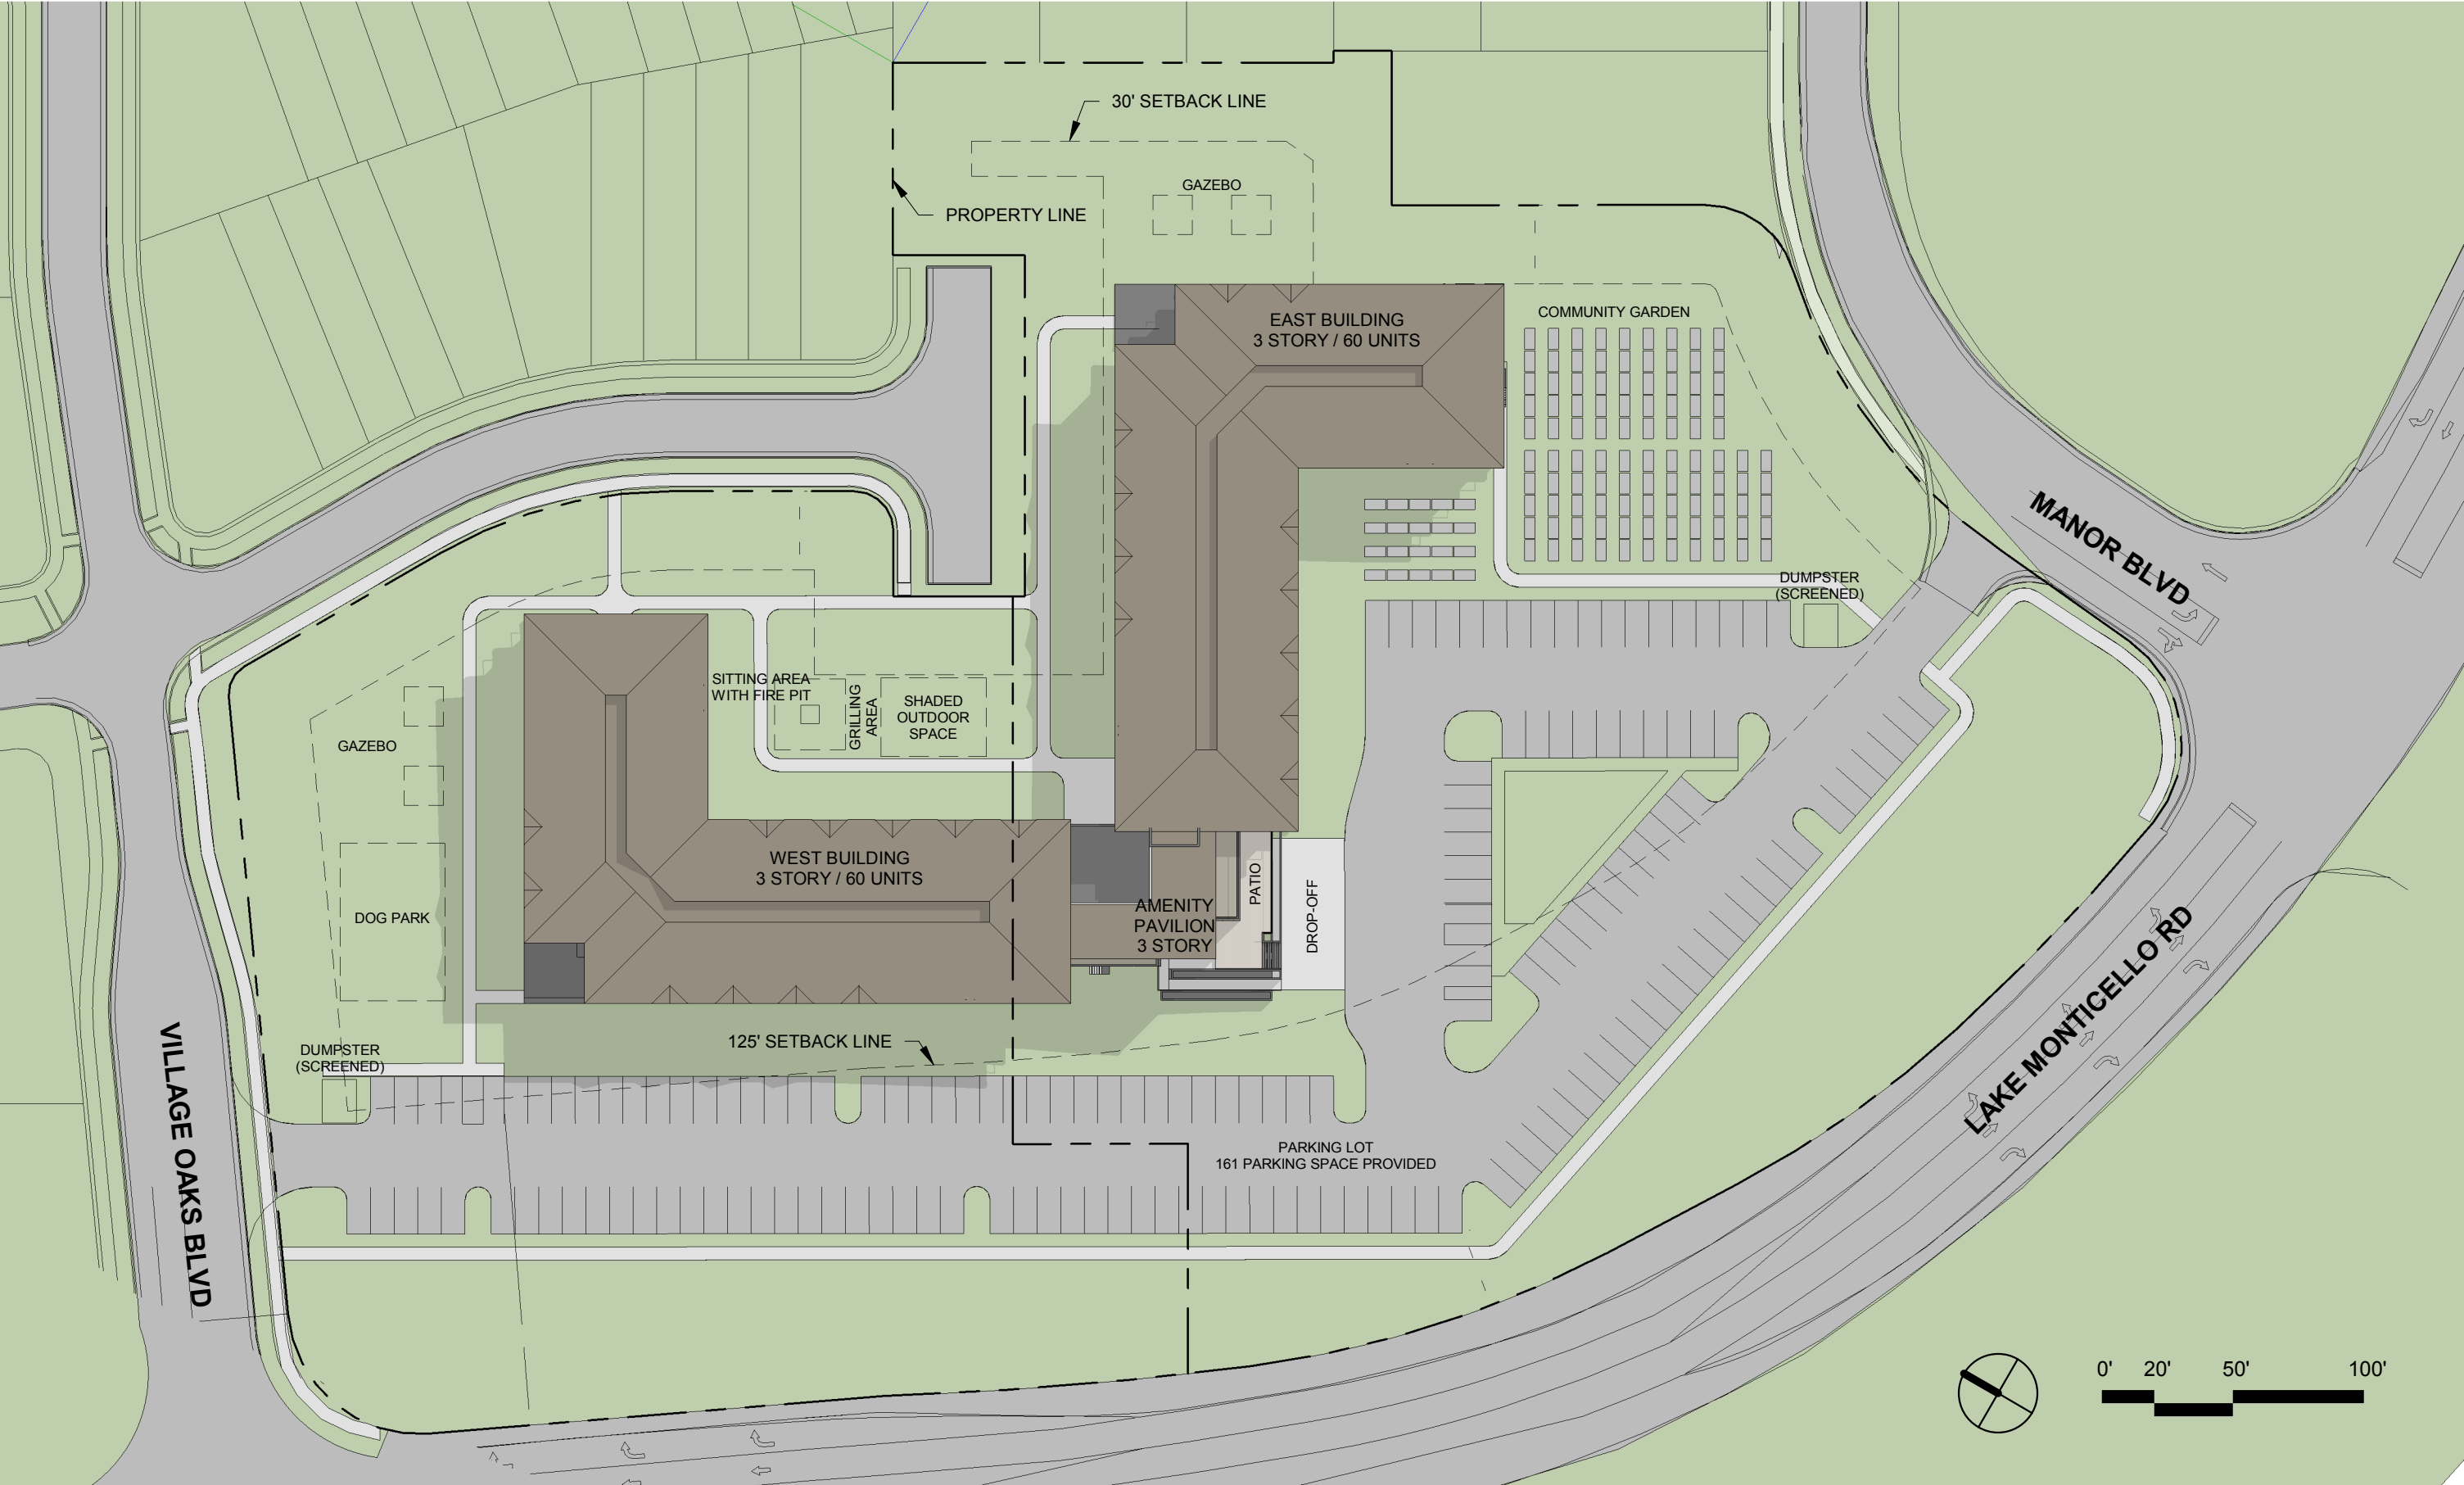 30' SETBACK LINE
PROPERTY LINE
GAZEBO
EAST BUILDING
3 STORY / 60 UNITS
COMMUNITY GARDEN
MANOR BLVD
DUMPSTER
(SCREENED)
SITTING AREA
WITH FIRE PIT
GRILLING
AREA
SHADED
OUTDOOR
SPACE
GAZEBO
DOG PARK
WEST BUILDING
3 STORY / 60 UNITS
AMENITY
PAVILION
3 STORY
PATIO
DROP-OFF
LAKE MONTICELLO RD
125' SETBACK LINE
DUMPSTER
(SCREENED)
VILLAGE OAKS BLVD
PARKING LOT
161 PARKING SPACE PROVIDED
0' 20' 50' 100'